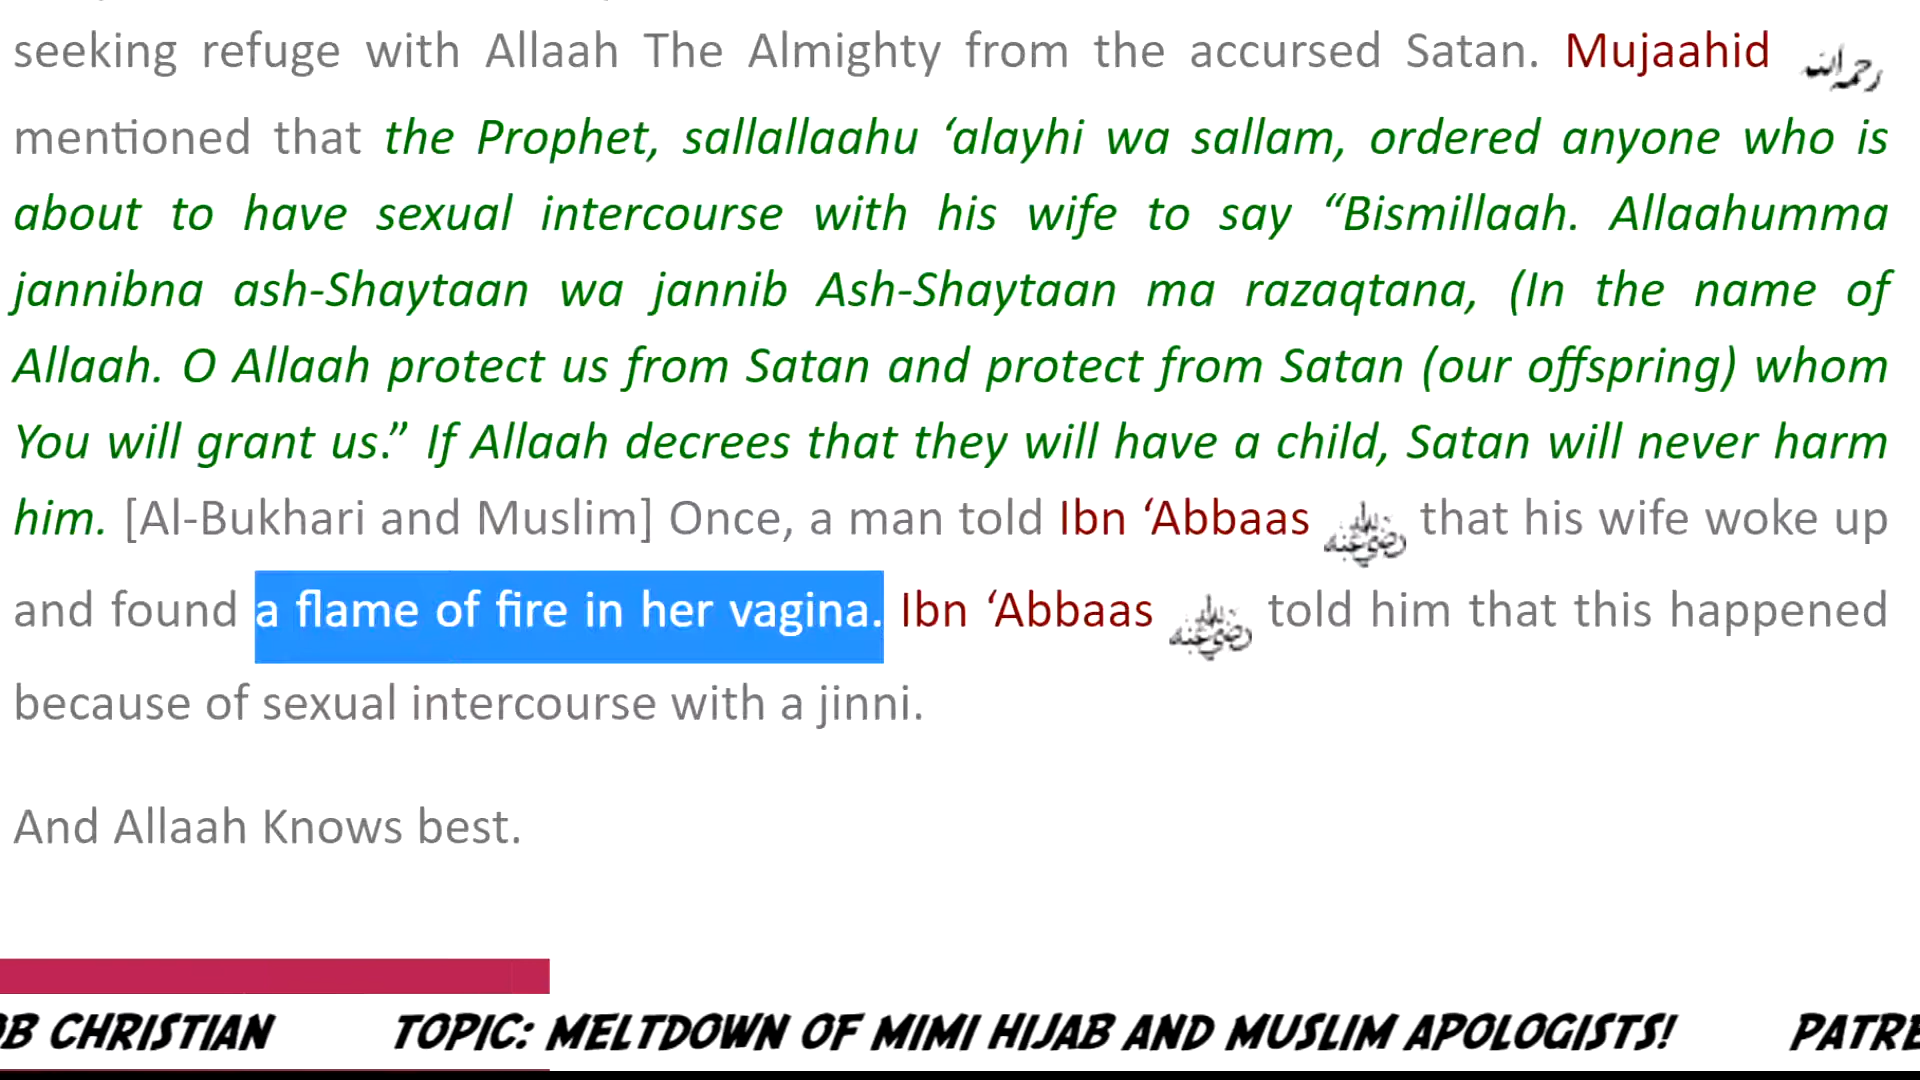 seeking refuge with Allaah The Almighty from the accursed Satan. Mujaahid رحمه الله
mentioned that the Prophet, sallallaahu ‘alayhi wa sallam, ordered anyone who is
about to have sexual intercourse with his wife to say “Bismillaah. Allaahumma
jannibna ash-Shaytaan wa jannib Ash-Shaytaan ma razaqtana, (In the name of
Allaah. O Allaah protect us from Satan and protect from Satan (our offspring) whom
You will grant us.” If Allaah decrees that they will have a child, Satan will never harm
him. [Al-Bukhari and Muslim] Once, a man told Ibn ‘Abbaas رضي الله عنه that his wife woke up
and found a flame of fire in her vagina. Ibn ‘Abbaas رضي الله عنه told him that this happened
because of sexual intercourse with a jinni.
And Allaah Knows best.
OB CHRISTIAN TOPIC: MELTDOWN OF MIMI HIJAB AND MUSLIM APOLOGISTS! PATRE